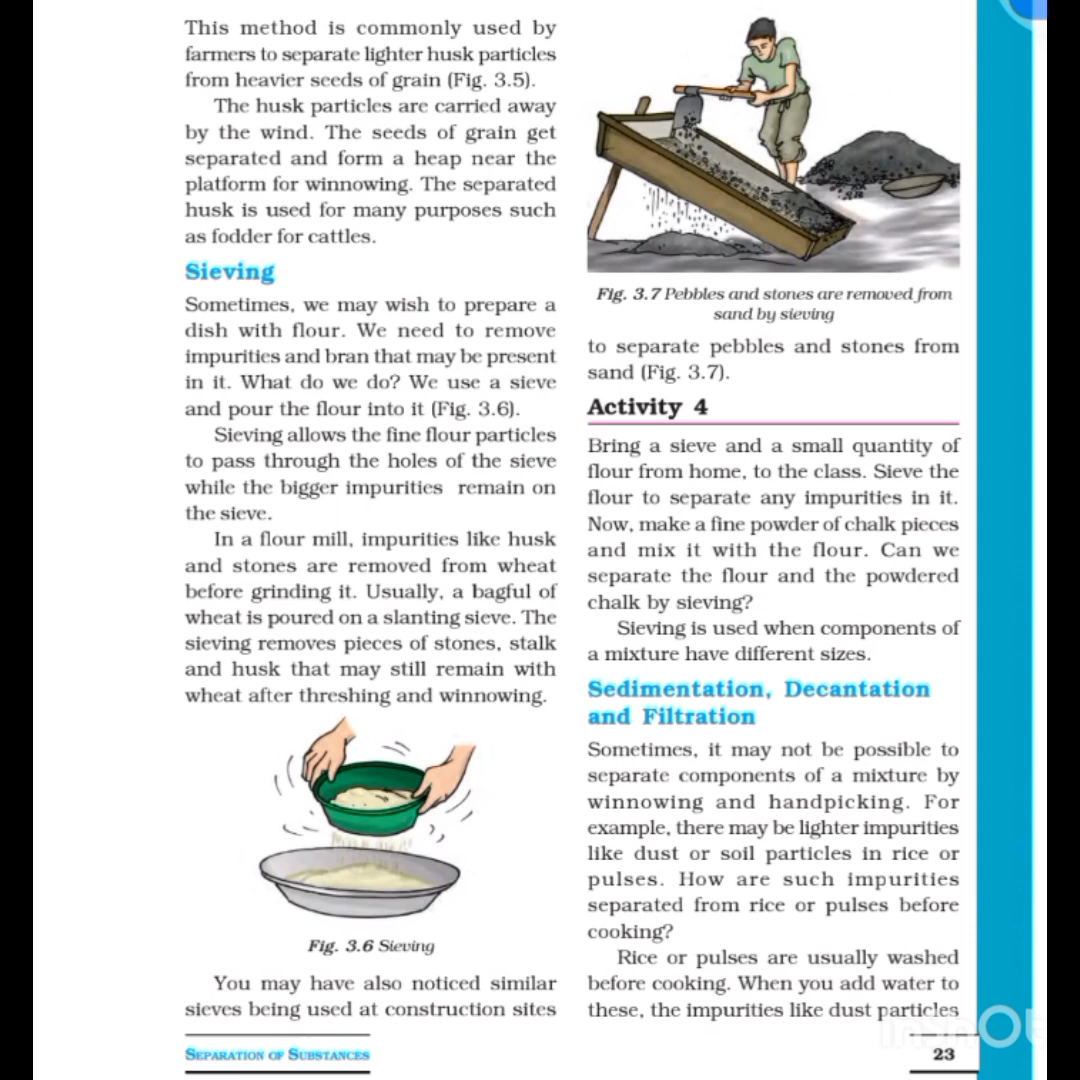 This method is commonly used by
farmers to separate lighter husk particles
from heavier seeds of grain (Fig. 3.5).
The husk particles are carried away
by the wind. The seeds of grain get
separated and form a heap near the
platform for winnowing. The separated
husk is used for many purposes such
as fodder for cattles.
Sieving
Sometimes, we may wish to prepare a
dish with flour. We need to remove
impurities and bran that may be present
in it. What do we do? We use a sieve
and pour the flour into it (Fig. 3.6).
Sieving allows the fine flour particles
to pass through the holes of the sieve
while the bigger impurities remain on
the sieve.
In a flour mill, impurities like husk
and stones are removed from wheat
before grinding it. Usually, a bagful of
wheat is poured on a slanting sieve. The
sieving removes pieces of stones, stalk
and husk that may still remain with
wheat after threshing and winnowing.
Fig. 3.6 Sieving
You may have also noticed similar
sieves being used at construction sites
Fig. 3.7 Pebbles and stones are removed from
sand by sieving
to separate pebbles and stones from
sand (Fig. 3.7).
Activity 4
Bring a sieve and a small quantity of
flour from home, to the class. Sieve the
flour to separate any impurities in it.
Now, make a fine powder of chalk pieces
and mix it with the flour. Can we
separate the flour and the powdered
chalk by sieving?
Sieving is used when components of
a mixture have different sizes.
Sedimentation, Decantation
and Filtration
Sometimes, it may not be possible to
separate components of a mixture by
winnowing and handpicking. For
example, there may be lighter impurities
like dust or soil particles in rice or
pulses. How are such impurities
separated from rice or pulses before
cooking?
Rice or pulses are usually washed
before cooking. When you add water to
these, the impurities like dust particles
SEPARATION OF SUBSTANCES
23